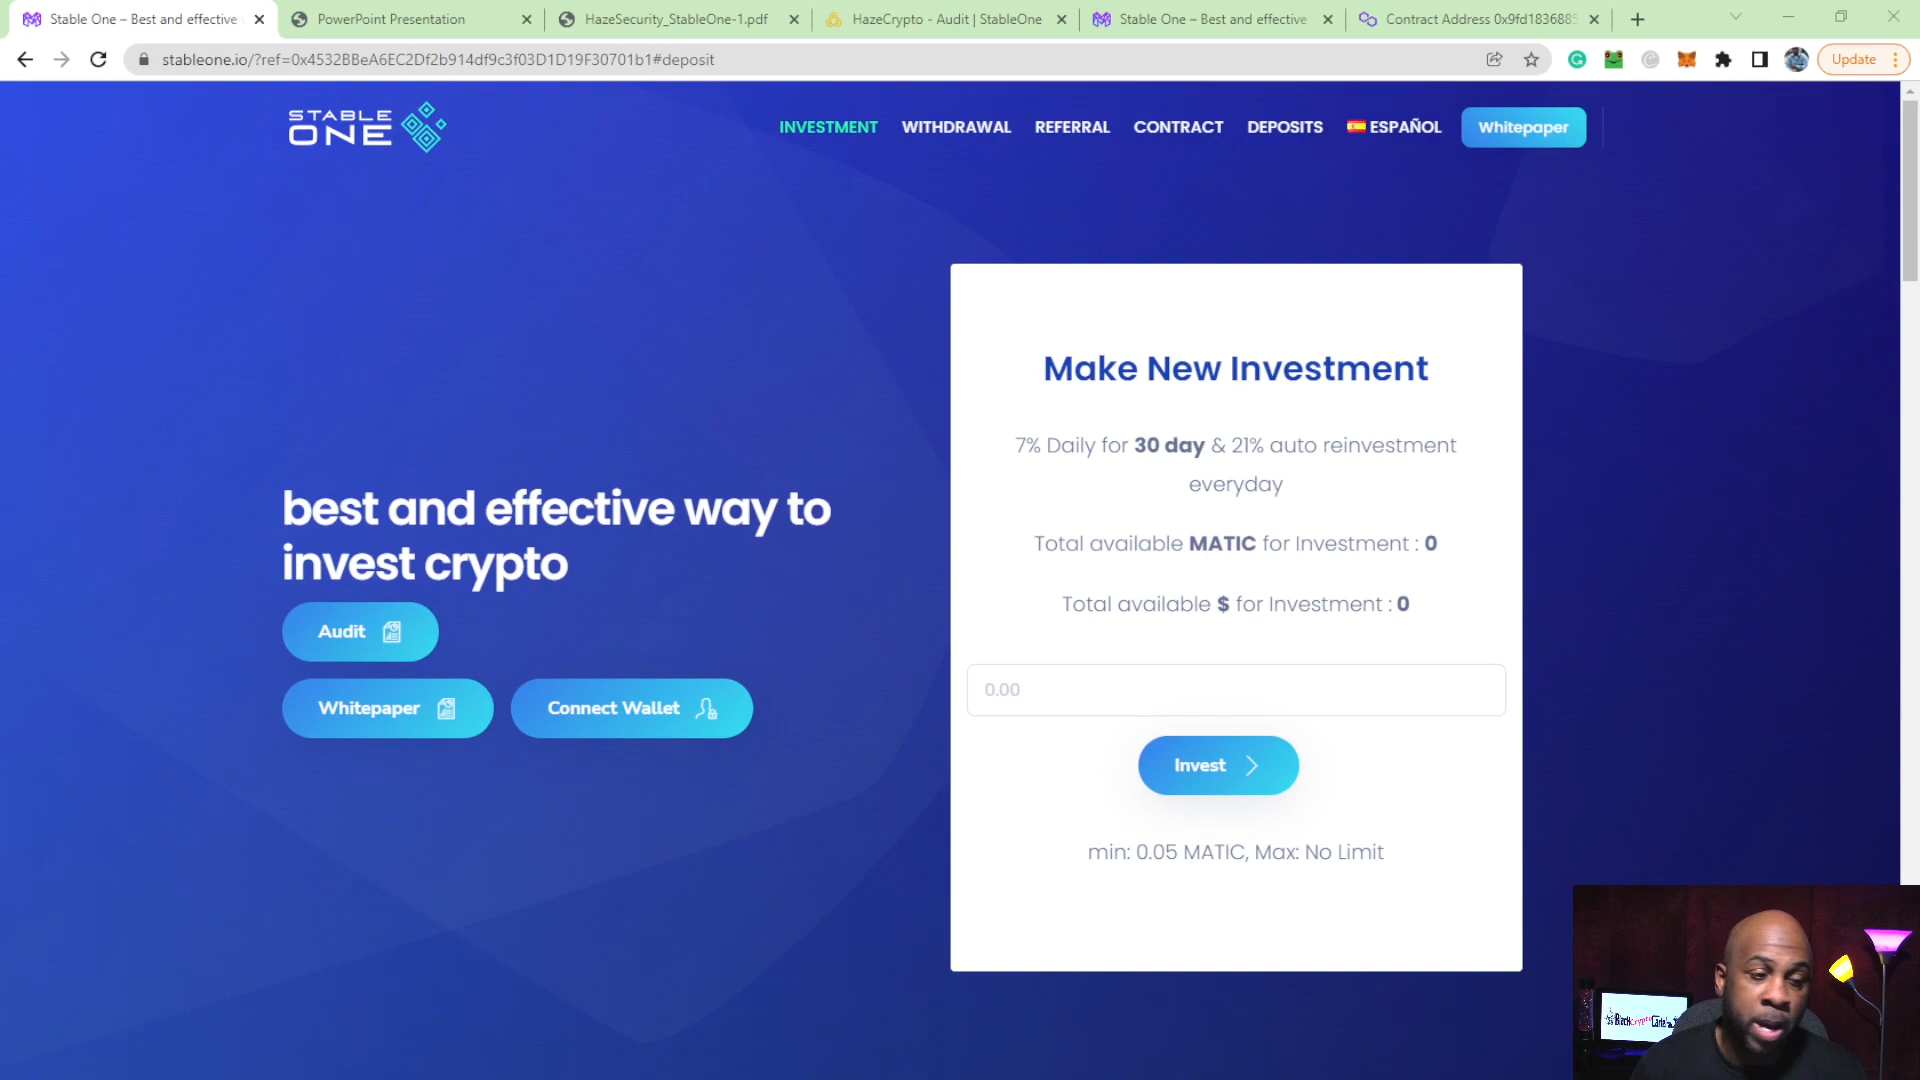 Stable One – Best and effective
PowerPoint Presentation
HazeSecurity_StableOne-1.pdf
HazeCrypto - Audit | StableOne
Stable One – Best and effective
Contract Address 0x9fd1836885
stableone.io/?ref=0x4532BBeA6EC2Df2b914df9c3f03D1D19F30701b1#deposit
Update
STABLE
ONE
INVESTMENT
WITHDRAWAL
REFERRAL
CONTRACT
DEPOSITS
ESPAÑOL
Whitepaper
best and effective way to
invest crypto
Audit
Whitepaper
Connect Wallet
Make New Investment
7% Daily for 30 day & 21% auto reinvestment
everyday
Total available MATIC for Investment : 0
Total available $ for Investment : 0
0.00
Invest
min: 0.05 MATIC, Max: No Limit